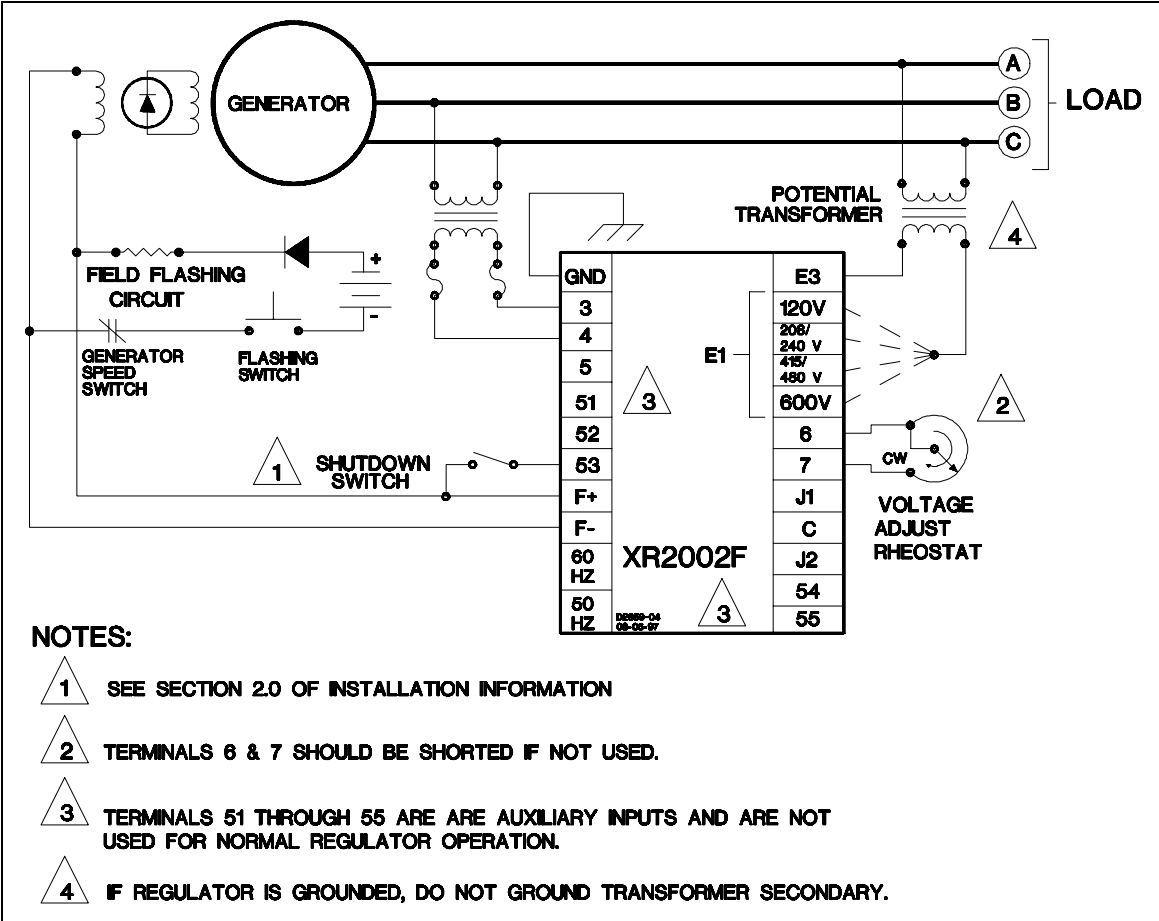 GENERATOR
A
B
C
LOAD
POTENTIAL
TRANSFORMER
4
FIELD FLASHING
CIRCUIT
+
-
GENERATOR
SPEED
SWITCH
FLASHING
SWITCH
GND
3
4
5
51
52
53
F+
F-
60
HZ
50
HZ
E3
120V
208/
240 V
415/
480 V
600V
6
7
J1
C
J2
54
55
E1
3
2
1
SHUTDOWN
SWITCH
CW
VOLTAGE
ADJUST
RHEOSTAT
XR2002F
3
NOTES:
1 SEE SECTION 2.0 OF INSTALLATION INFORMATION
2 TERMINALS 6 & 7 SHOULD BE SHORTED IF NOT USED.
3 TERMINALS 51 THROUGH 55 ARE ARE AUXILIARY INPUTS AND ARE NOT
USED FOR NORMAL REGULATOR OPERATION.
4 IF REGULATOR IS GROUNDED, DO NOT GROUND TRANSFORMER SECONDARY.